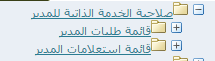 صلاحية الخدمة الذاتية للمدير
قائمة طلبات المدير
قائمة استعلامات المدير